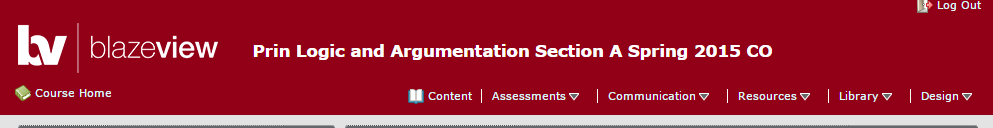 Log Out
bv blazeview Prin Logic and Argumentation Section A Spring 2015 CO
Course Home Content Assessments Communication Resources Library Design